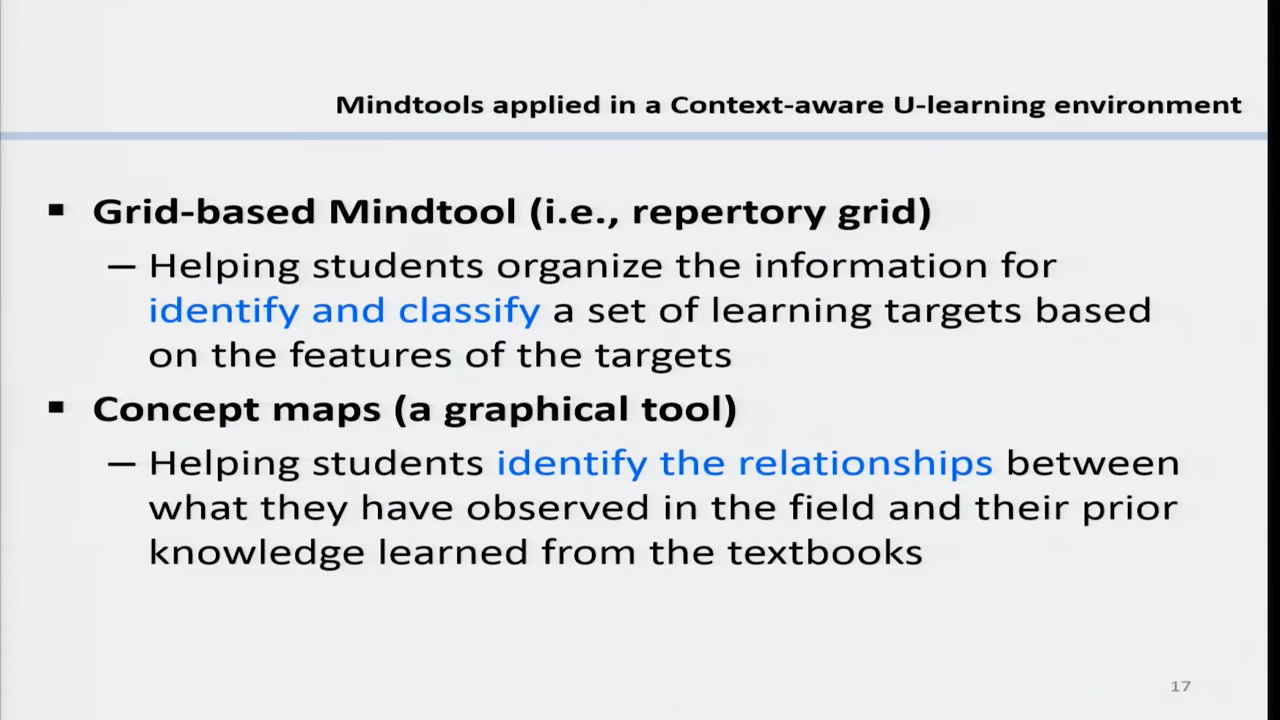 Mindtools applied in a Context-aware U-learning environment
▪ Grid-based Mindtool (i.e., repertory grid)
– Helping students organize the information for
identify and classify a set of learning targets based
on the features of the targets
▪ Concept maps (a graphical tool)
– Helping students identify the relationships between
what they have observed in the field and their prior
knowledge learned from the textbooks
17